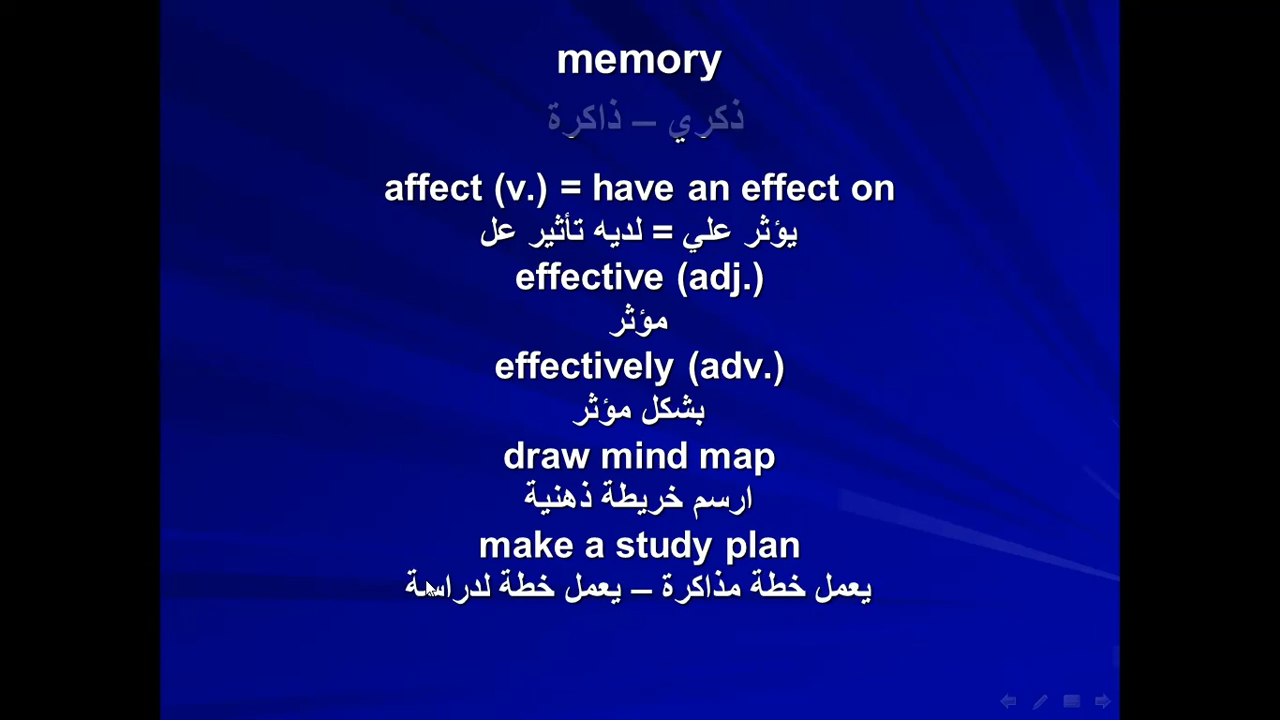 memory
ذكري – ذاكرة
affect (v.) = have an effect on
يؤثر علي = لديه تأثير عل
effective (adj.)
مؤثر
effectively (adv.)
بشكل مؤثر
draw mind map
ارسم خريطة ذهنية
make a study plan
يعمل خطة مذاكرة – يعمل خطة لدراسة